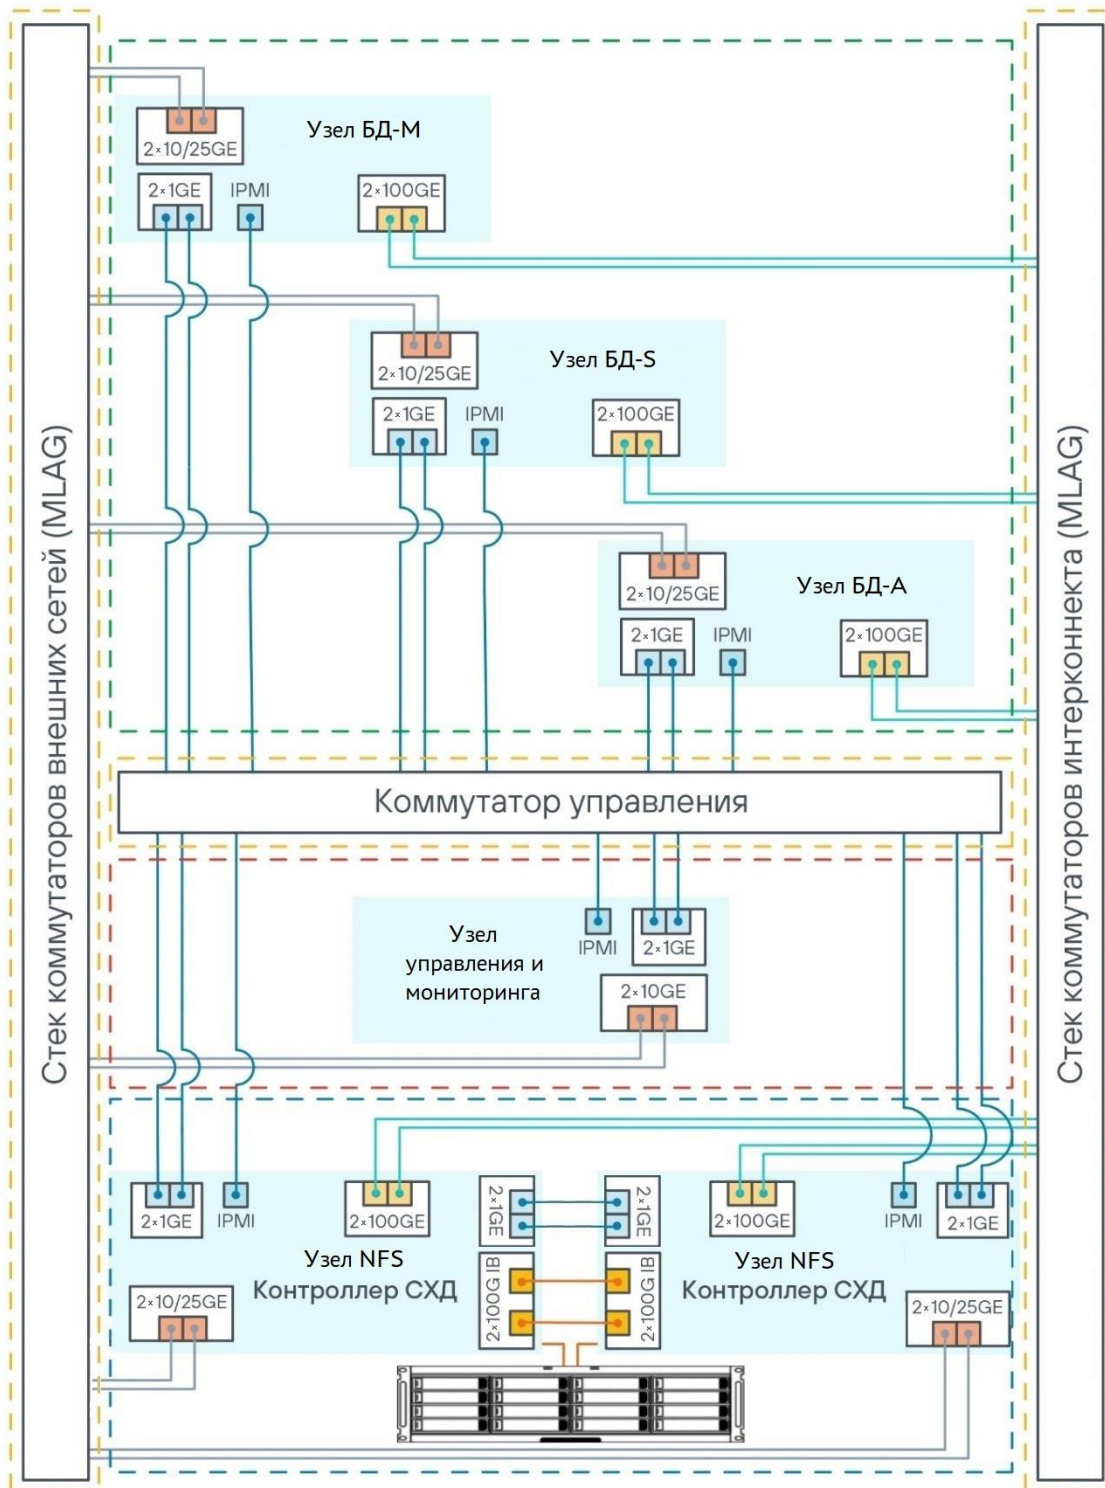 Стек коммутаторов внешних сетей (MLAG)
Стек коммутаторов интерконнекта (MLAG)
Узел БД-М
2×10/25GE
2×1GE
IPMI
2×100GE
Узел БД-S
2×10/25GE
2×1GE
IPMI
2×100GE
Узел БД-А
2×10/25GE
2×1GE
IPMI
2×100GE
Коммутатор управления
Узел
управления и
мониторинга
IPMI
2×1GE
2×10GE
2×1GE
IPMI
2×100GE
2×1GE
2×1GE
2×100GE
IPMI
2×1GE
Узел NFS
Контроллер СХД
2×100G IB
2×100G IB
Узел NFS
Контроллер СХД
2×10/25GE
2×10/25GE